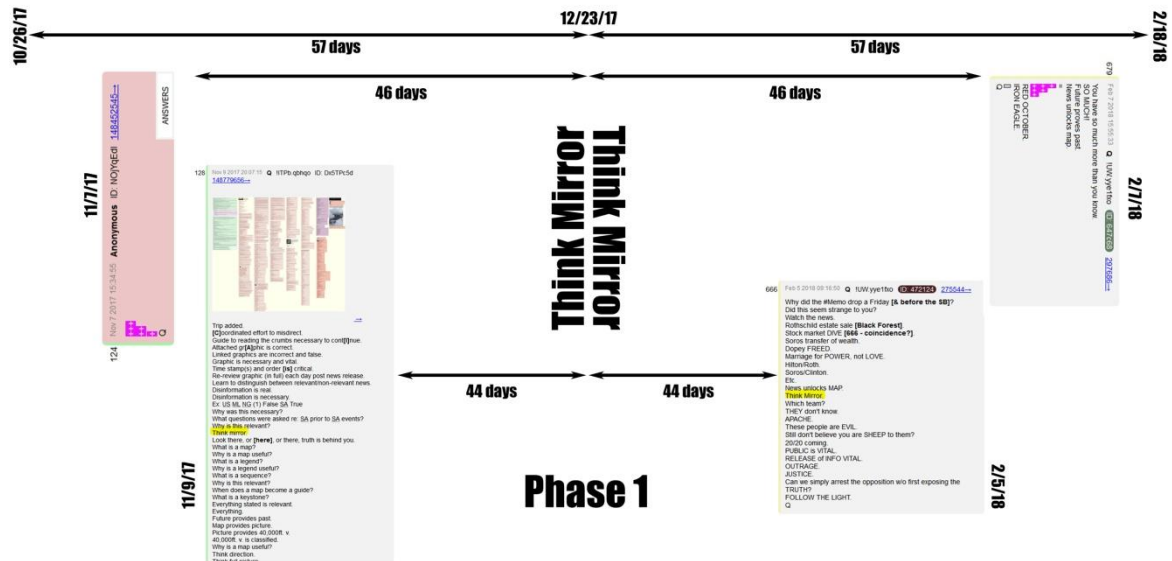 10/26/17
12/23/17
2/18/18
57 days
57 days
46 days
46 days
11/7/17
ANSWERS
148452545→
124 Nov 7 2017 15:34:55 Anonymous ID: NOjYqEdl
Q
128 Nov 9 2017 20:07:15 Q !ITPb.qbhqo ID: Dx5TPc5d
148779656→
Trip added.
[C]oordinated effort to misdirect.
Guide to reading the crumbs necessary to cont[i]nue.
Attached gr[A]phic is correct.
Linked graphics are incorrect and false.
Graphic is necessary and vital.
Time stamp(s) and order [is] critical.
Re-review graphic (in full) each day post news release.
Learn to distinguish between relevant/non-relevant news.
Disinformation is real.
Disinformation is necessary.
Ex: US ML NG (1) False SA True
Why was this necessary?
What questions were asked re: SA prior to SA events?
Why is this relevant?
Think mirror.
Look there, or [here], or there, truth is behind you.
What is a map?
Why is a map useful?
What is a legend?
Why is a legend useful?
What is a sequence?
Why is this relevant?
When does a map become a guide?
What is a keystone?
Everything stated is relevant.
Everything.
Future provides past.
Map provides picture.
Picture provides 40,000ft. v.
40,000ft. v. is classified.
Why is a map useful?
Think direction.
Think full picture.
11/9/17
Think Mirror
Think Mirror
44 days
44 days
Phase 1
666 Feb 5 2018 09:16:50 Q !UW.yye1fxo ID: 472124 275544→
Why did the #Memo drop a Friday [& before the SB]?
Did this seem strange to you?
Watch the news.
Rothschild estate sale [Black Forest].
Stock market DIVE [666 - coincidence?].
Soros transfer of wealth.
Dopey FREED.
Marriage for POWER, not LOVE.
Hilton/Roth.
Soros/Clinton.
Etc.
News unlocks MAP.
Think Mirror.
Which team?
THEY don't know.
APACHE.
These people are EVIL.
Still don't believe you are SHEEP to them?
20/20 coming.
PUBLIC is VITAL.
RELEASE of INFO VITAL.
OUTRAGE.
JUSTICE.
Can we simply arrest the opposition w/o first exposing the
TRUTH?
FOLLOW THE LIGHT.
Q
2/5/18
679 Feb 7 2018 15:55:33 Q !UW.yye1fxo ID: 647c68 297686→
You have so much more than you know.
SO MUCH!
Future proves past.
News unlocks map.
RED OCTOBER.
IRON EAGLE.
Q
2/7/18